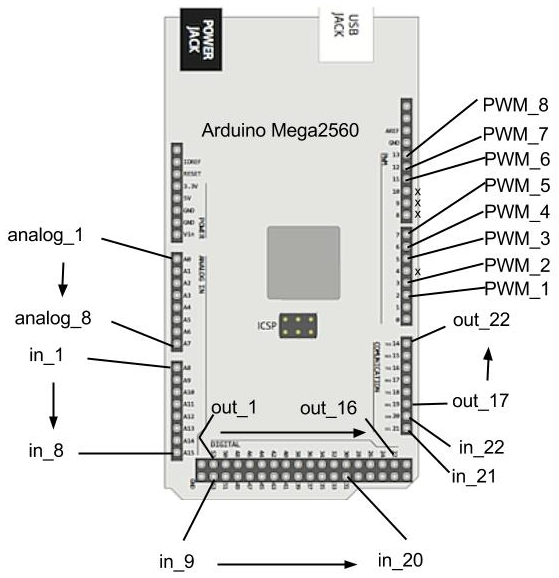 POWER
JACK
USB
JACK
Arduino Mega2560
PWM_8
PWM_7
PWM_6
PWM_5
PWM_4
PWM_3
PWM_2
PWM_1
AREF
GND
13
12
11
10 x
9 x
8 x
PWM
7
6
5
4 x
3
2
1
0
IOREF
RESET
3.3V
5V
GND
GND
Vin
POWER
analog_1
analog_8
A0
A1
A2
A3
A4
A5
A6
A7
ANALOG IN
in_1
in_8
A8
A9
A10
A11
A12
A13
A14
A15
ICSP
out_22
out_17
in_22
in_21
14
15
16
17
18
19
20
21
COMUNICATION
out_1
out_16
DIGITAL
GND
in_9
in_20